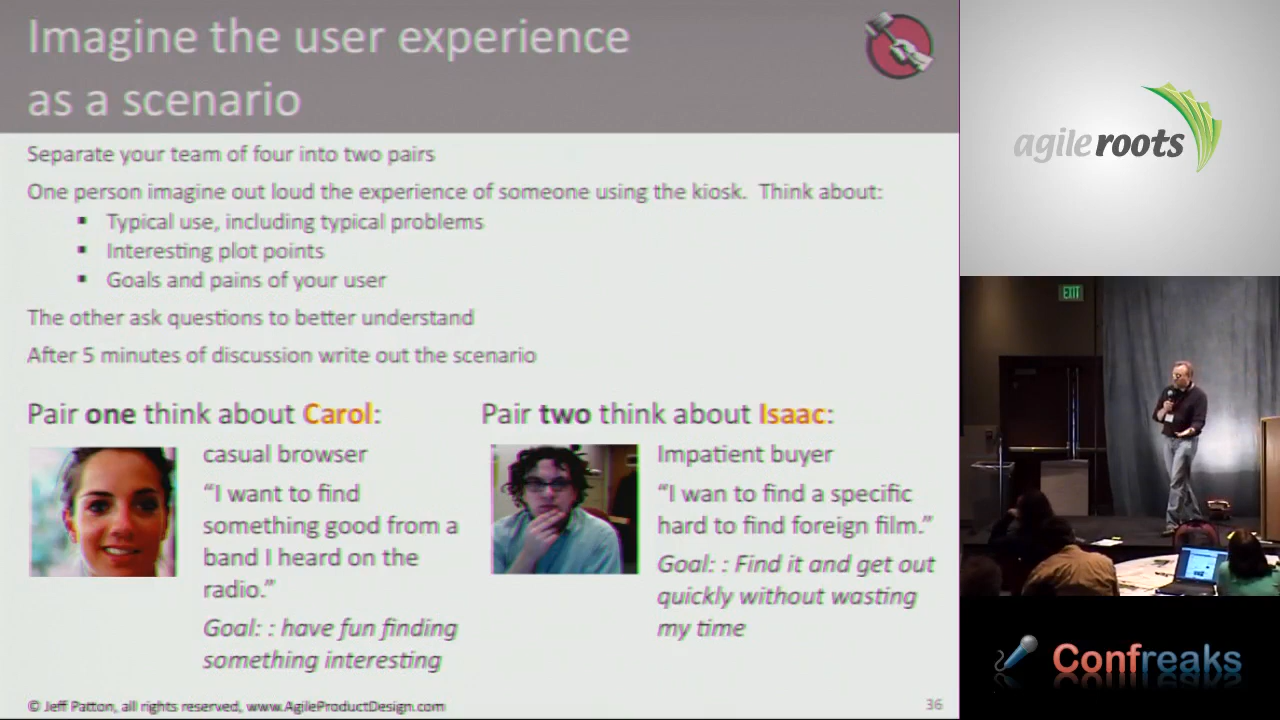 Imagine the user experience
as a scenario
Separate your team of four into two pairs
One person imagine out loud the experience of someone using the kiosk.  Think about:
▪ Typical use, including typical problems
▪ Interesting plot points
▪ Goals and pains of your user
The other ask questions to better understand
After 5 minutes of discussion write out the scenario
Pair one think about Carol:
casual browser
“I want to find
something good from a
band I heard on the
radio.”
Goal: : have fun finding
something interesting
Pair two think about Isaac:
Impatient buyer
“I wan to find a specific
hard to find foreign film.”
Goal: : Find it and get out
quickly without wasting
my time
© Jeff Patton, all rights reserved, www.AgileProductDesign.com
36
agile roots
EXIT
Confreaks